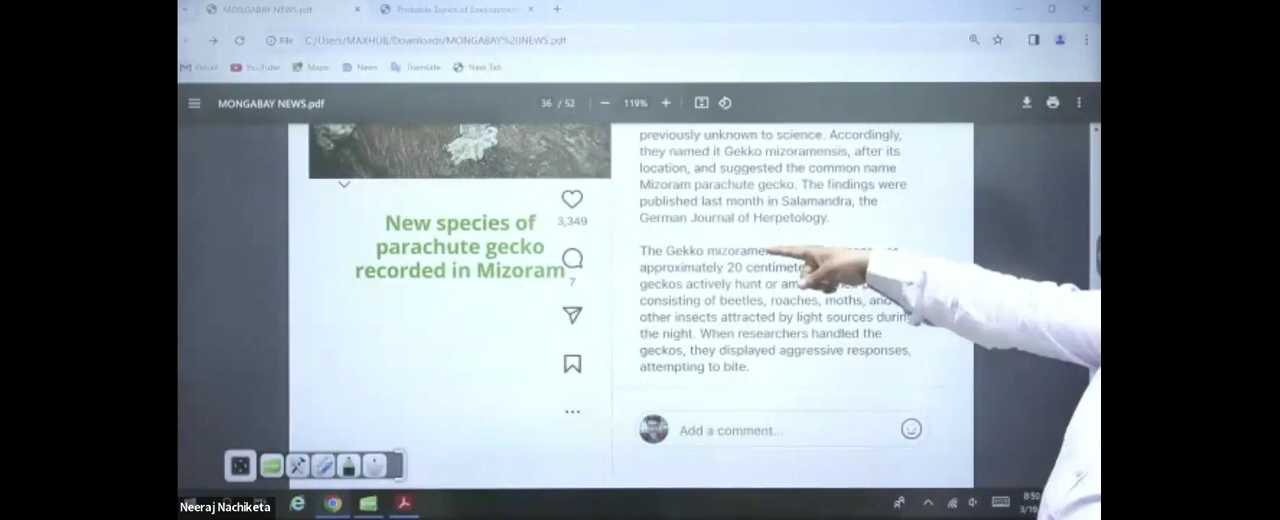 MONGABAY NEWS.pdf
Probable Topics of Environmen
File C:/Users/MAXHUB/Downloads/MONGABAY%20NEWS.pdf
Gmail YouTube Maps News Translate New Tab
MONGABAY NEWS.pdf 36 / 52 119%
previously unknown to science. Accordingly,
they named it Gekko mizoramensis, after its
location, and suggested the common name
Mizoram parachute gecko. The findings were
published last month in Salamandra, the
German Journal of Herpetology.
The Gekko
approximately 20
geckos actively hunt or
consisting of beetles, roaches, moths, and
other insects attracted by light sources during
the night. When researchers handled the
geckos, they displayed aggressive responses,
attempting to bite.
New species of
parachute gecko
recorded in Mizoram
3,349
7
Add a comment...
Neeraj Nachiketa